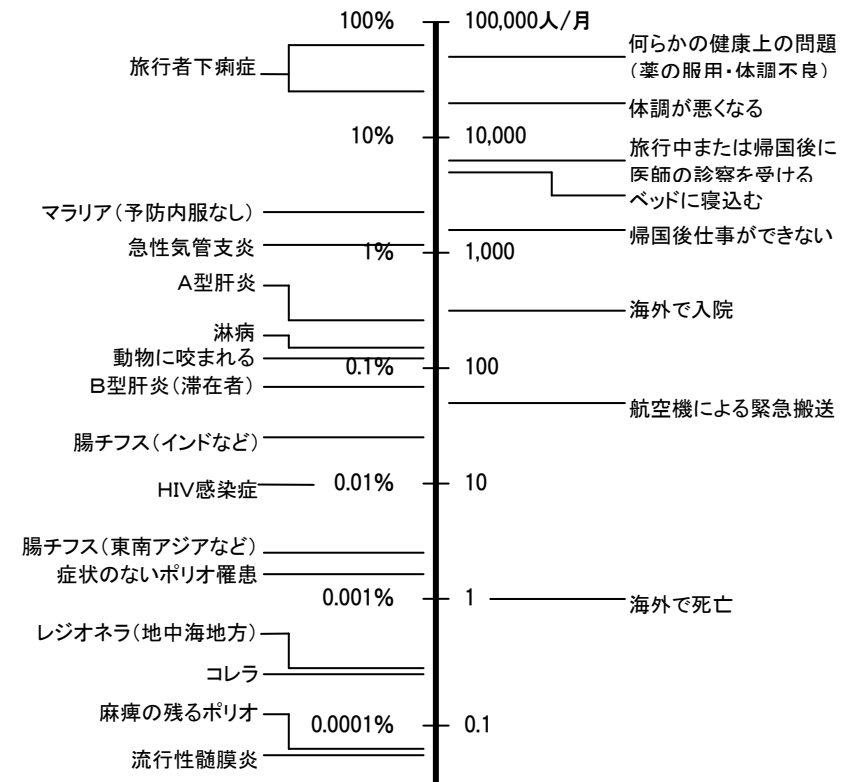 100%
100,000人/月
何らかの健康上の問題
(薬の服用・体調不良)
旅行者下痢症
体調が悪くなる
10%
10,000
旅行中または帰国後に
医師の診察を受ける
ベッドに寝込む
マラリア(予防内服なし)
帰国後仕事ができない
急性気管支炎
1%
1,000
A型肝炎
海外で入院
淋病
動物に咬まれる
0.1%
100
B型肝炎(滞在者)
航空機による緊急搬送
腸チフス(インドなど)
HIV感染症
0.01%
10
腸チフス(東南アジアなど)
症状のないポリオ罹患
0.001%
1
海外で死亡
レジオネラ(地中海地方)
コレラ
麻痺の残るポリオ
0.0001%
0.1
流行性髄膜炎